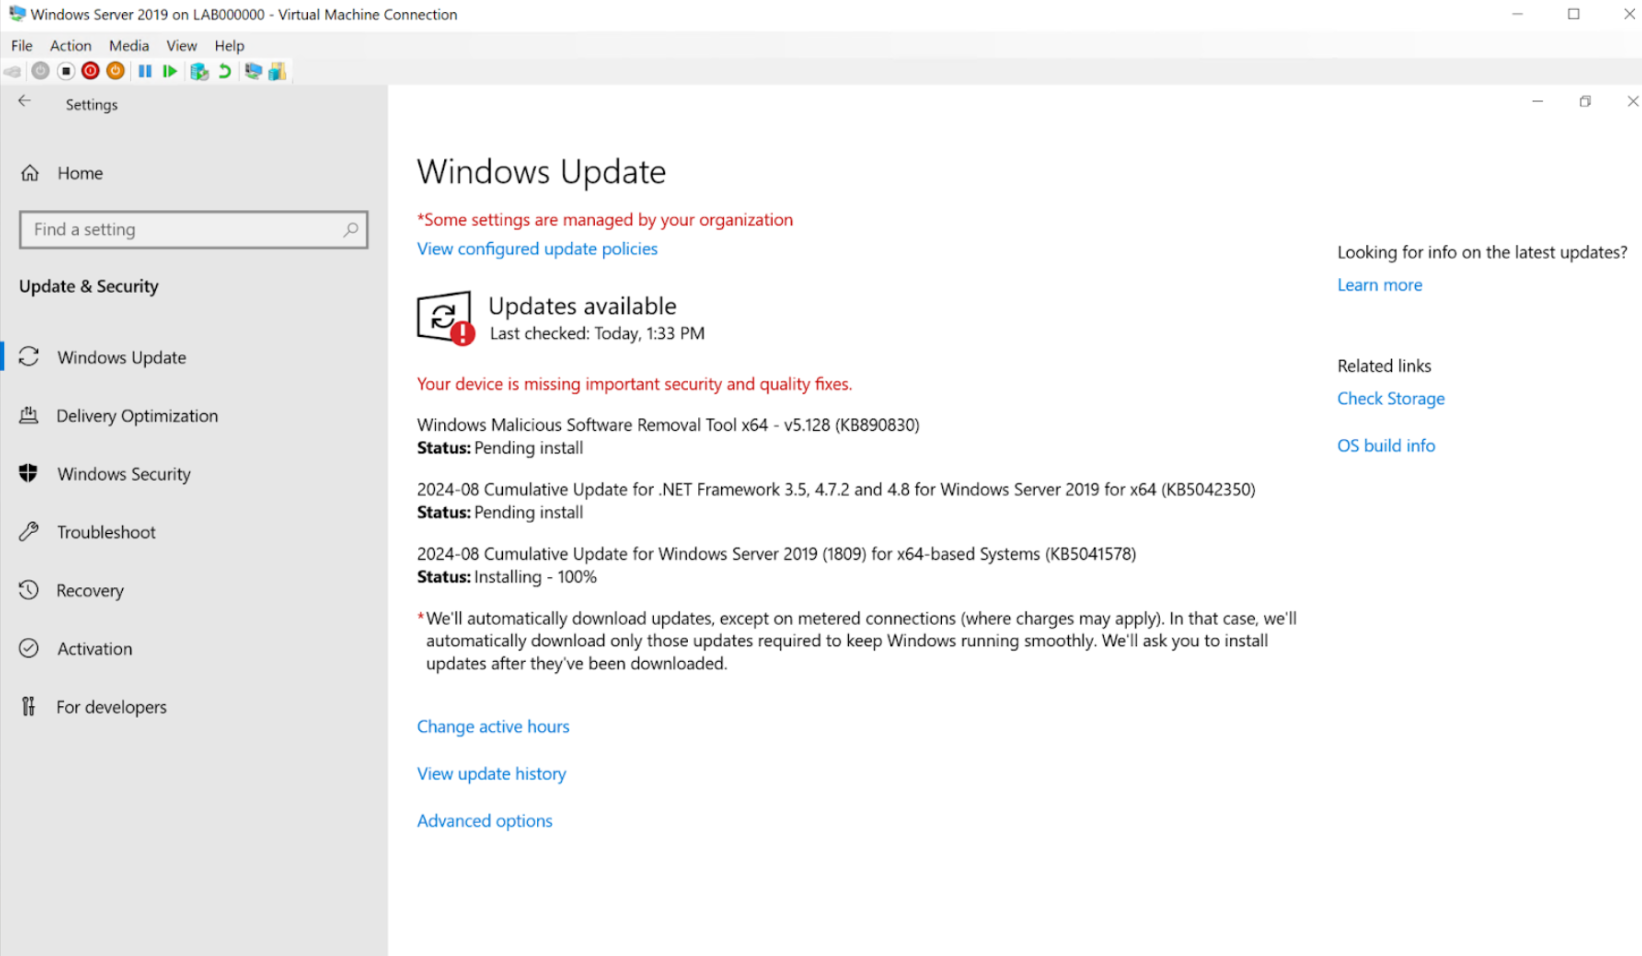 Windows Server 2019 on LAB000000 - Virtual Machine Connection
File Action Media View Help
Settings
Home
Find a setting
Update & Security
Windows Update
Delivery Optimization
Windows Security
Troubleshoot
Recovery
Activation
For developers
Windows Update
*Some settings are managed by your organization
View configured update policies
Updates available
Last checked: Today, 1:33 PM
Your device is missing important security and quality fixes.
Windows Malicious Software Removal Tool x64 - v5.128 (KB890830)
Status: Pending install
2024-08 Cumulative Update for .NET Framework 3.5, 4.7.2 and 4.8 for Windows Server 2019 for x64 (KB5042350)
Status: Pending install
2024-08 Cumulative Update for Windows Server 2019 (1809) for x64-based Systems (KB5041578)
Status: Installing - 100%
*We'll automatically download updates, except on metered connections (where charges may apply). In that case, we'll
automatically download only those updates required to keep Windows running smoothly. We'll ask you to install
updates after they've been downloaded.
Change active hours
View update history
Advanced options
Looking for info on the latest updates?
Learn more
Related links
Check Storage
OS build info